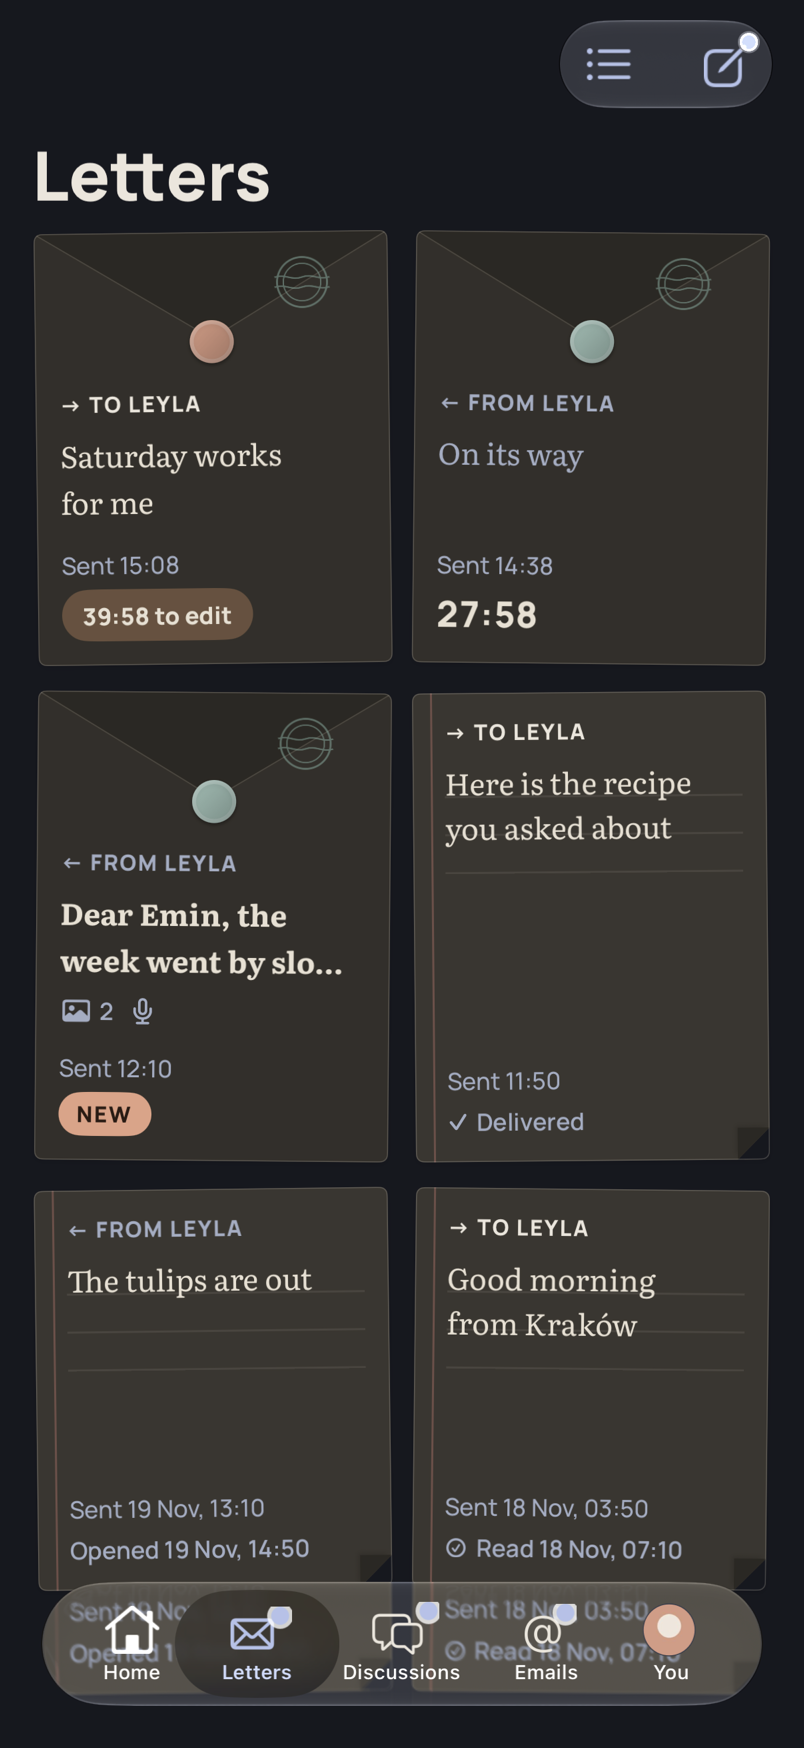 Letters
→ TO LEYLA
Saturday works
for me
Sent 15:08
39:58 to edit
← FROM LEYLA
On its way
Sent 14:38
27:58
← FROM LEYLA
Dear Emin, the
week went by slo...
2
Sent 12:10
NEW
→ TO LEYLA
Here is the recipe
you asked about
Sent 11:50
Delivered
← FROM LEYLA
The tulips are out
Sent 19 Nov, 13:10
Opened 19 Nov, 14:50
→ TO LEYLA
Good morning
from Kraków
Sent 18 Nov, 03:50
Read 18 Nov, 07:10
Home
Letters
Discussions
Emails
You